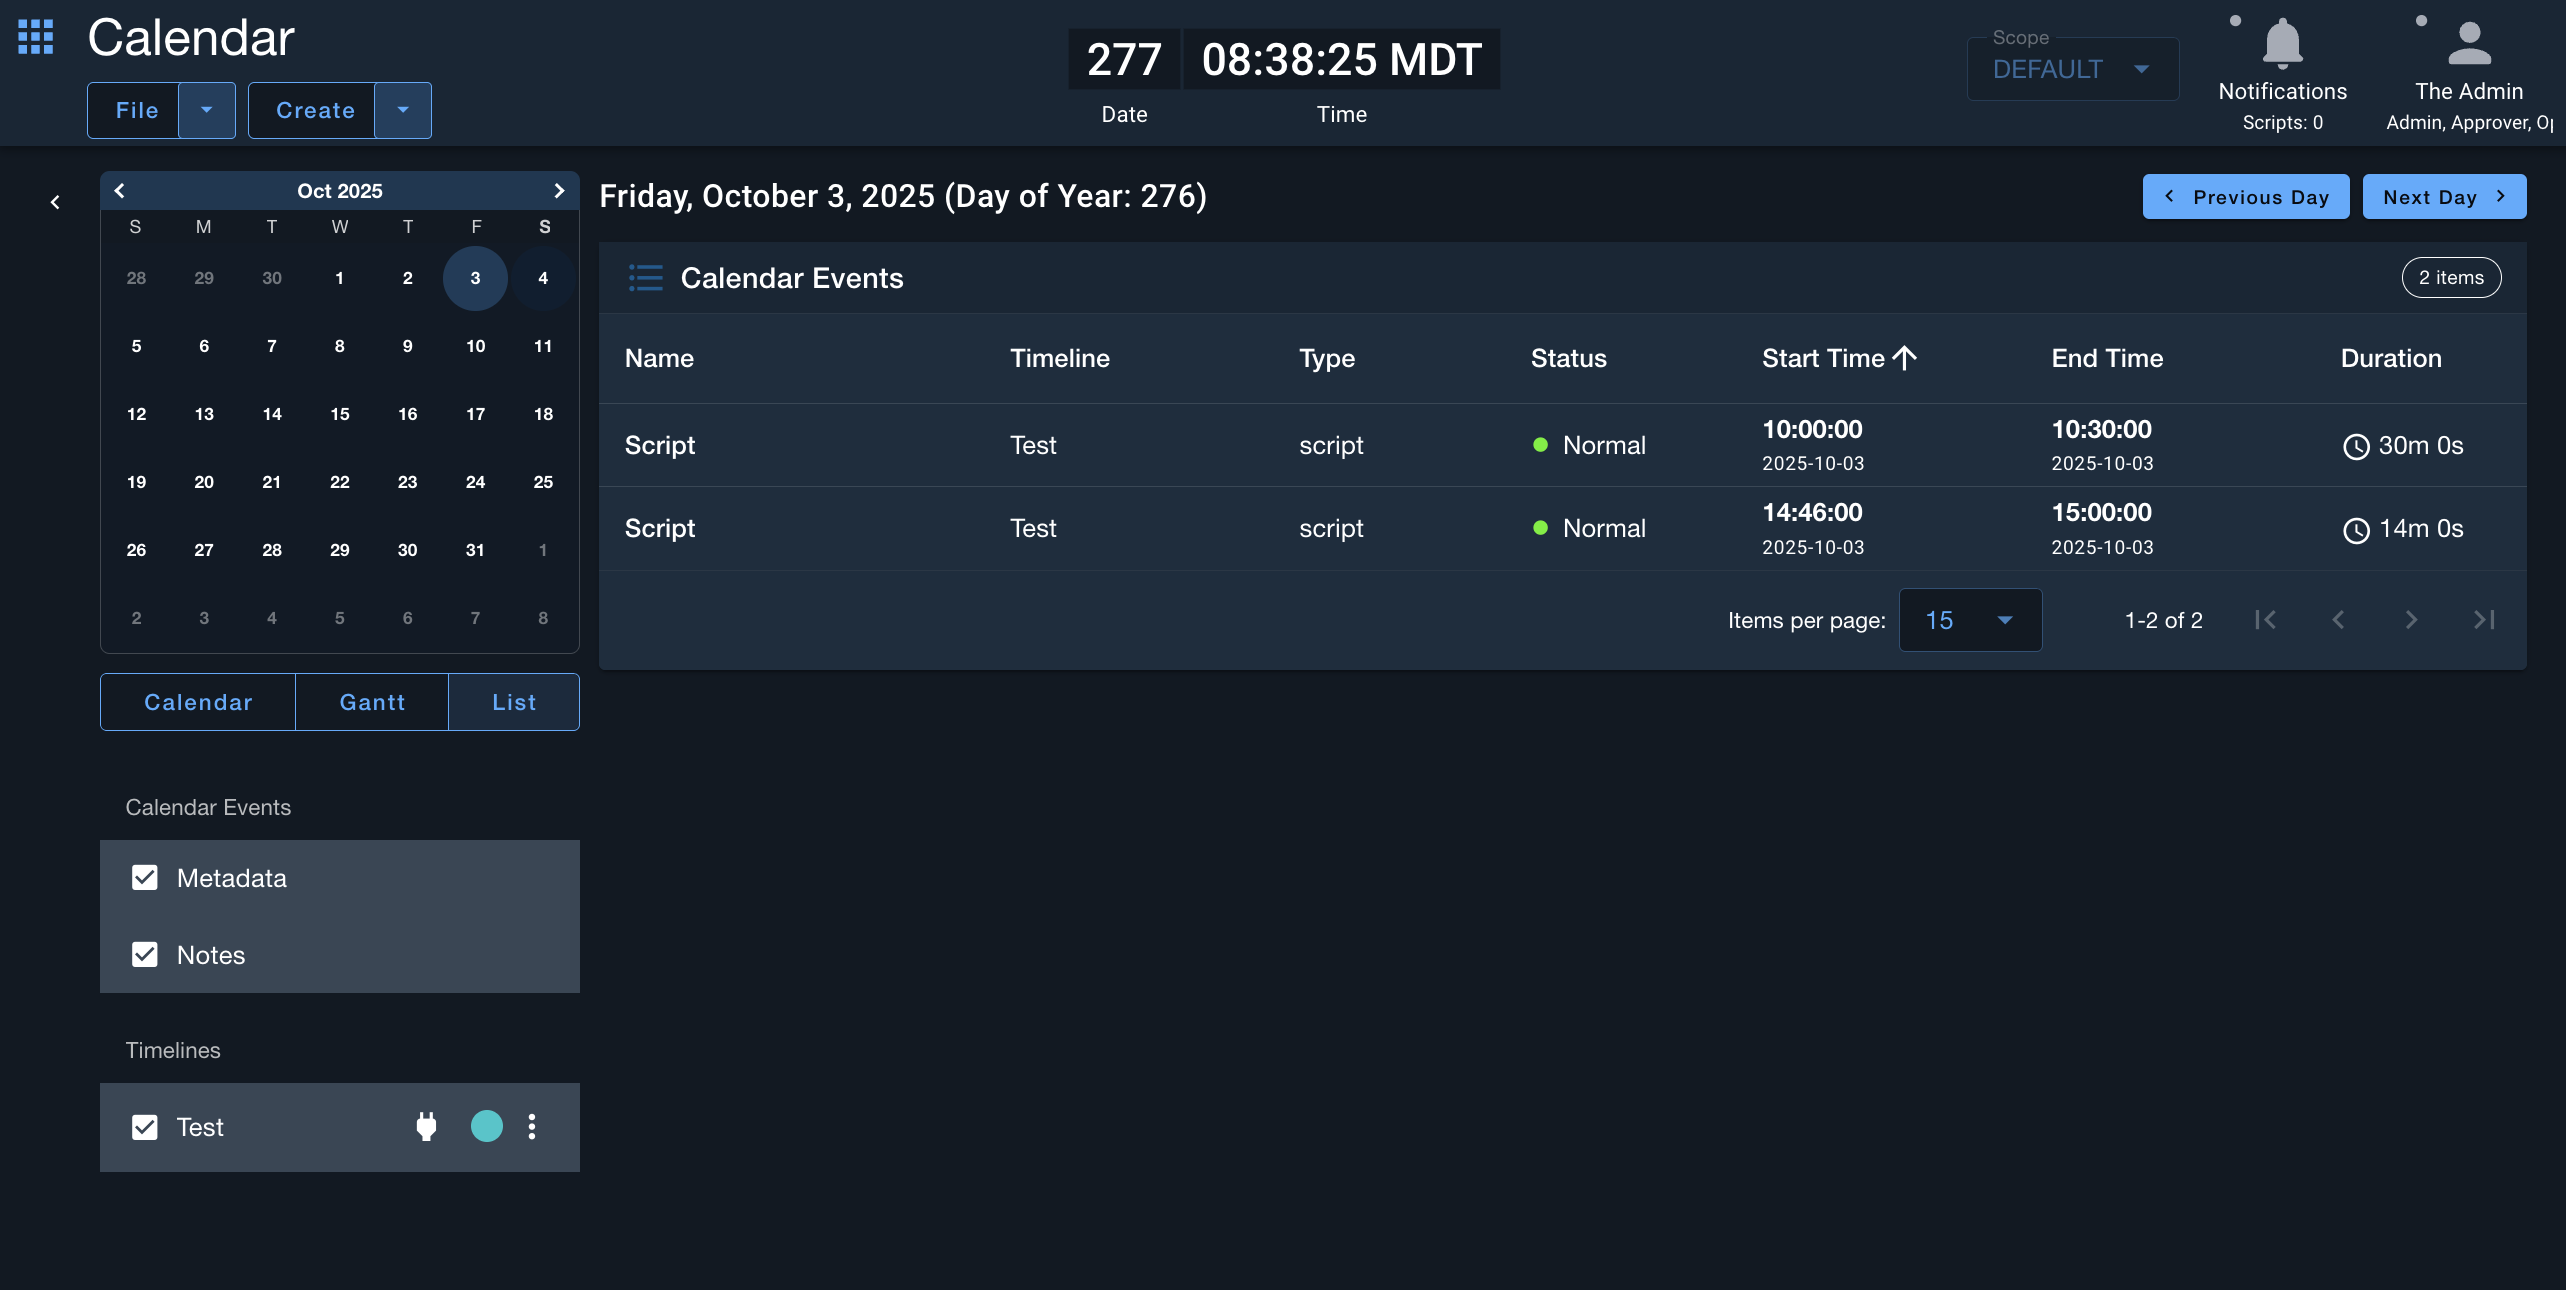 Calendar
File
Create
277
08:38:25 MDT
Date
Time
Scope
DEFAULT
Notifications
Scripts: 0
The Admin
Admin, Approver, Op
Oct 2025
S M T W T F S
28 29 30 1 2 3 4
5 6 7 8 9 10 11
12 13 14 15 16 17 18
19 20 21 22 23 24 25
26 27 28 29 30 31 1
2 3 4 5 6 7 8
Calendar
Gantt
List
Calendar Events
Metadata
Notes
Timelines
Test
Friday, October 3, 2025 (Day of Year: 276)
Previous Day
Next Day
Calendar Events
2 items
Name Timeline Type Status Start Time End Time Duration
Script Test script Normal 10:00:00 10:30:00 30m 0s
2025-10-03 2025-10-03
Script Test script Normal 14:46:00 15:00:00 14m 0s
2025-10-03 2025-10-03
Items per page: 15 1-2 of 2